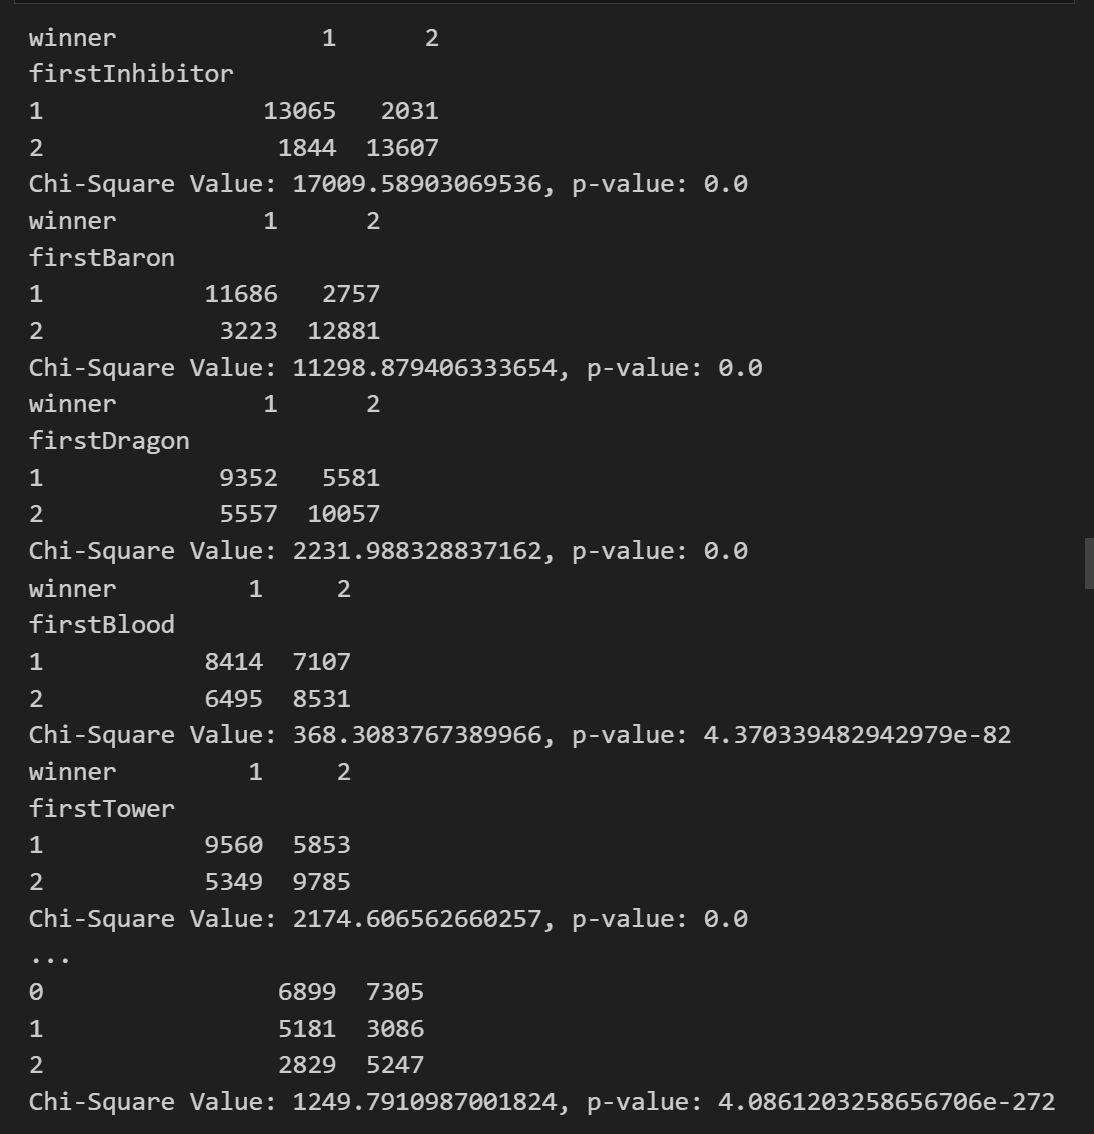 winner              1      2
firstInhibitor
1               13065   2031
2                1844  13607
Chi-Square Value: 17009.58903069536, p-value: 0.0
winner          1      2
firstBaron
1           11686   2757
2            3223  12881
Chi-Square Value: 11298.879406333654, p-value: 0.0
winner          1      2
firstDragon
1            9352   5581
2            5557  10057
Chi-Square Value: 2231.988328837162, p-value: 0.0
winner         1     2
firstBlood
1           8414  7107
2           6495  8531
Chi-Square Value: 368.3083767389966, p-value: 4.370339482942979e-82
winner         1     2
firstTower
1           9560  5853
2           5349  9785
Chi-Square Value: 2174.606562660257, p-value: 0.0
...
0                6899  7305
1                5181  3086
2                2829  5247
Chi-Square Value: 1249.7910987001824, p-value: 4.0861203258656706e-272